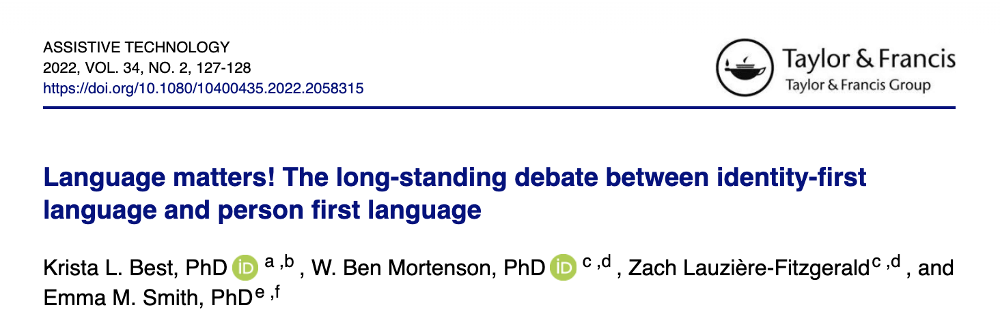 ASSISTIVE TECHNOLOGY
2022, VOL. 34, NO. 2, 127-128
https://doi.org/10.1080/10400435.2022.2058315
Taylor & Francis
Taylor & Francis Group
Language matters! The long-standing debate between identity-first
language and person first language
Krista L. Best, PhD iD a ,b , W. Ben Mortenson, PhD iD c ,d , Zach Lauzière-Fitzgerald c ,d , and
Emma M. Smith, PhD e ,f